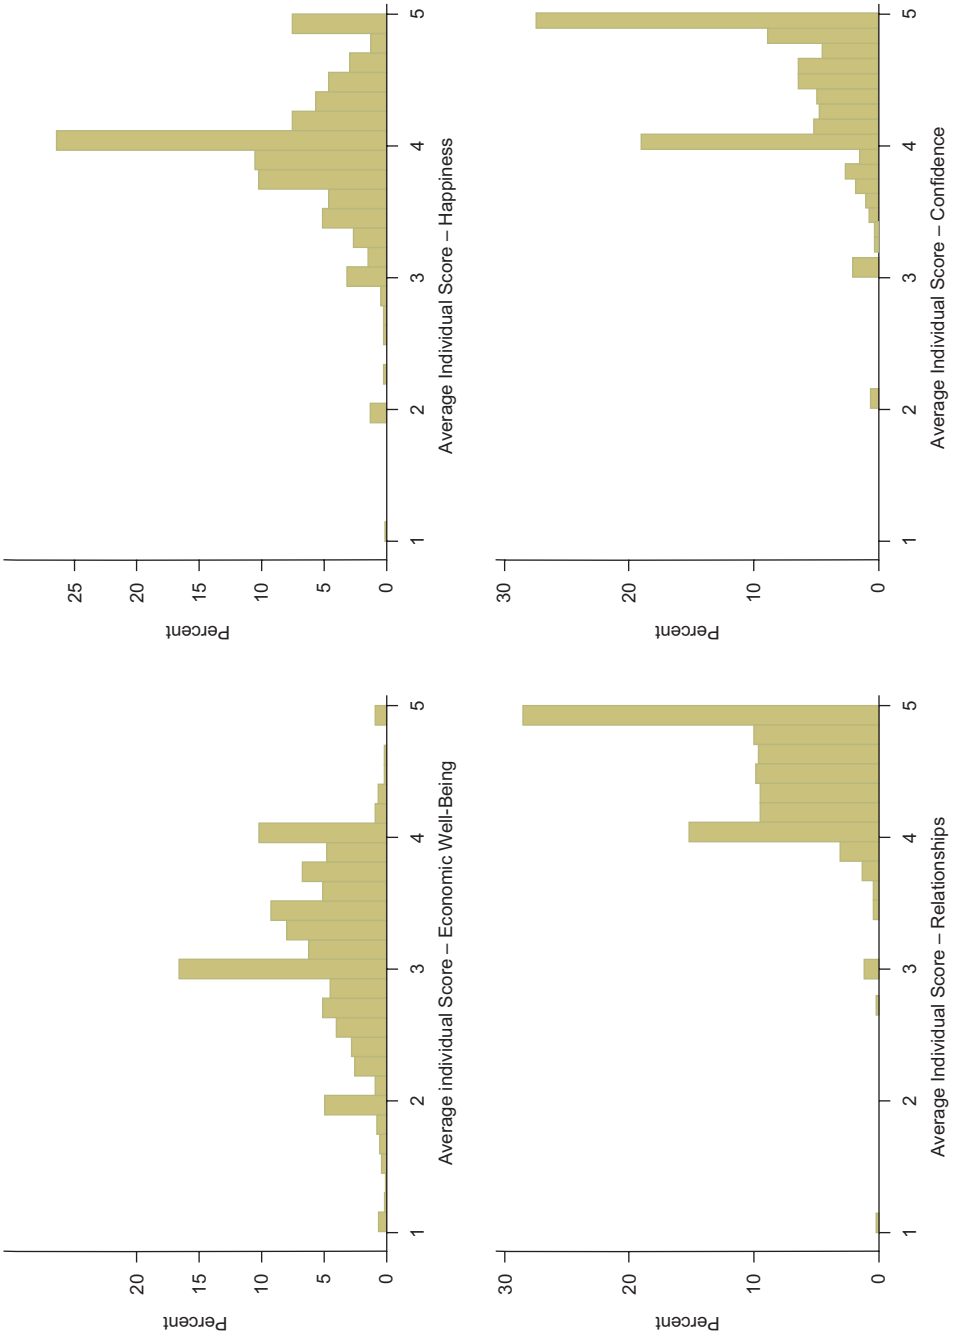 Percent
20
15
10
5
0
1 2 3 4 5
Average individual Score – Economic Well-Being
Percent
25
20
15
10
5
0
1 2 3 4 5
Average Individual Score – Happiness
Percent
30
20
10
0
1 2 3 4 5
Average Individual Score – Relationships
Percent
30
20
10
0
1 2 3 4 5
Average Individual Score – Confidence